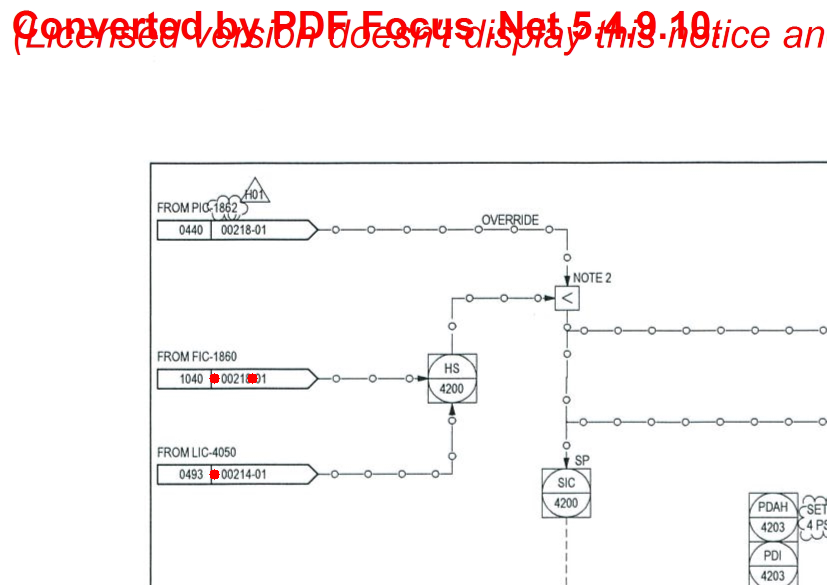 Converted by PDF Focus .Net 5.4.9.10.
(Licensed version doesn't display this notice an
H01
FROM PIC-1862
0440 00218-01
OVERRIDE
NOTE 2
<
FROM FIC-1860
1040
HS
4200
FROM LIC-4050
0493 00214-01
SP
SIC
4200
PDAH
4203
SET
4 PS
PDI
4203